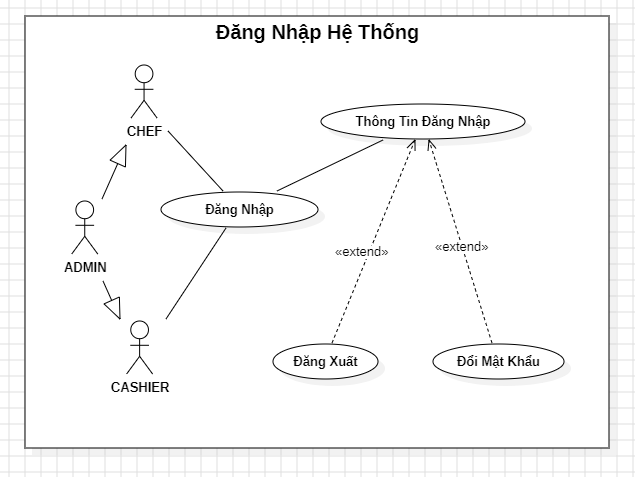 Đăng Nhập Hệ Thống
CHEF
Thông Tin Đăng Nhập
Đăng Nhập
ADMIN
«extend»
«extend»
CASHIER
Đăng Xuất
Đổi Mật Khẩu